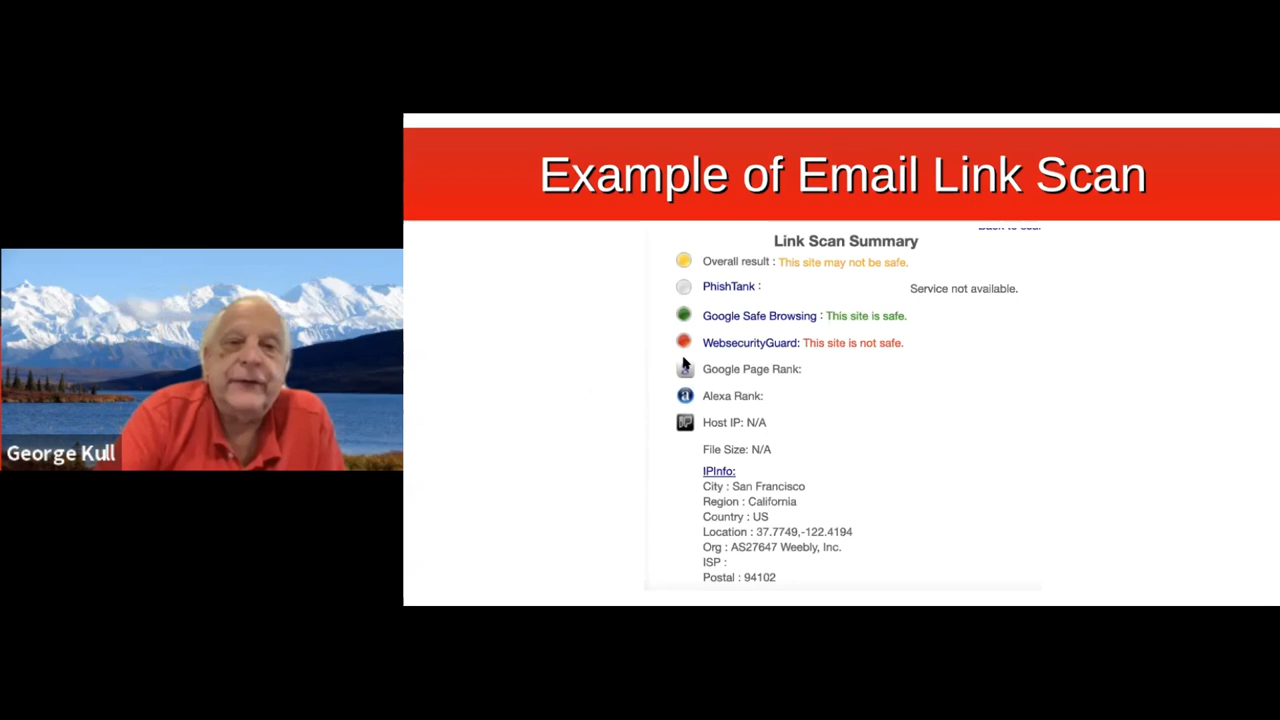 Example of Email Link Scan
Link Scan Summary
Overall result : This site may not be safe.
PhishTank :
Service not available.
Google Safe Browsing : This site is safe.
WebsecurityGuard: This site is not safe.
Google Page Rank:
Alexa Rank:
Host IP: N/A
File Size: N/A
IPInfo:
City : San Francisco
Region : California
Country : US
Location : 37.7749,-122.4194
Org : AS27647 Weebly, Inc.
ISP :
Postal : 94102
George Kull